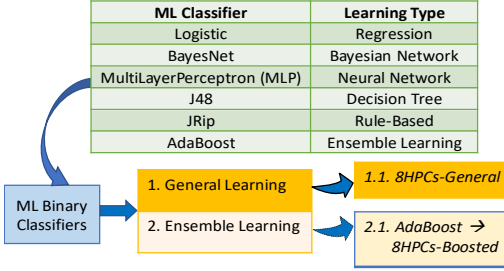 ML Classifier Learning Type
Logistic Regression
BayesNet Bayesian Network
MultiLayerPerceptron (MLP) Neural Network
J48 Decision Tree
JRip Rule-Based
AdaBoost Ensemble Learning
ML Binary
Classifiers
1. General Learning
2. Ensemble Learning
1.1. 8HPCs-General
2.1. AdaBoost →
8HPCs-Boosted